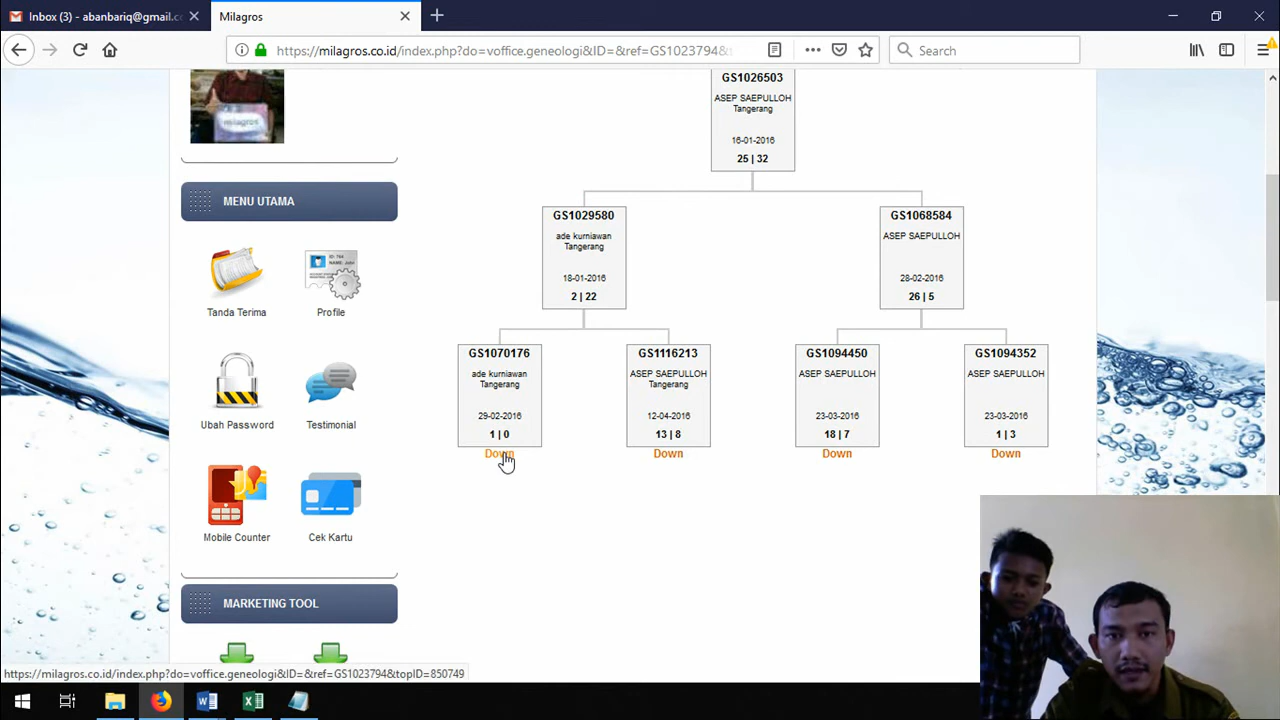 Inbox (3) - abanbariq@gmail.c
Milagros
https://milagros.co.id/index.php?do=voffice.geneologi&ID=&ref=GS1023794&
Search
milagros
MENU UTAMA
Tanda Terima
Profile
Ubah Password
Testimonial
Mobile Counter
Cek Kartu
MARKETING TOOL
GS1026503
ASEP SAEPULLOH
Tangerang
16-01-2016
25 | 32
GS1029580
ade kurniawan
Tangerang
18-01-2016
2 | 22
GS1068584
ASEP SAEPULLOH
28-02-2016
26 | 5
GS1070176
ade kurniawan
Tangerang
29-02-2016
1 | 0
Down
GS1116213
ASEP SAEPULLOH
Tangerang
12-04-2016
13 | 8
Down
GS1094450
ASEP SAEPULLOH
23-03-2016
18 | 7
Down
GS1094352
ASEP SAEPULLOH
23-03-2016
1 | 3
Down
https://milagros.co.id/index.php?do=voffice.geneologi&ID=&ref=GS1023794&topID=850749